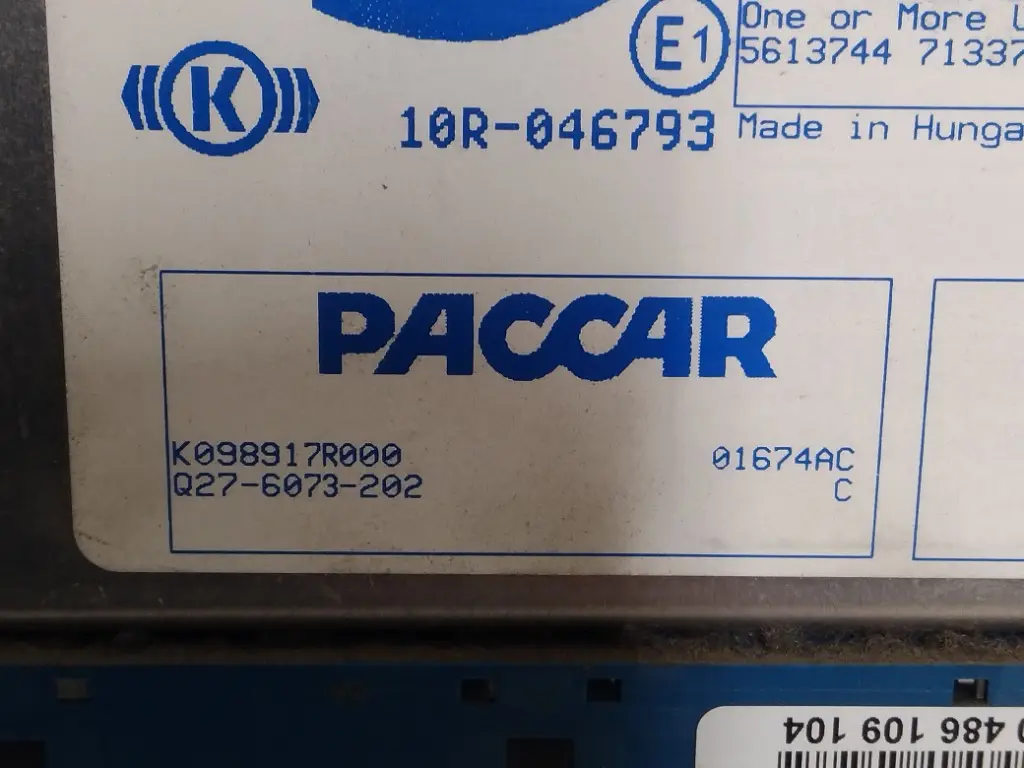 One or More
5613744 71337
E1
K
10R-046793
Made in Hunga
PACCAR
K098917R000 01674AC
Q27-6073-202 C
486 109 104